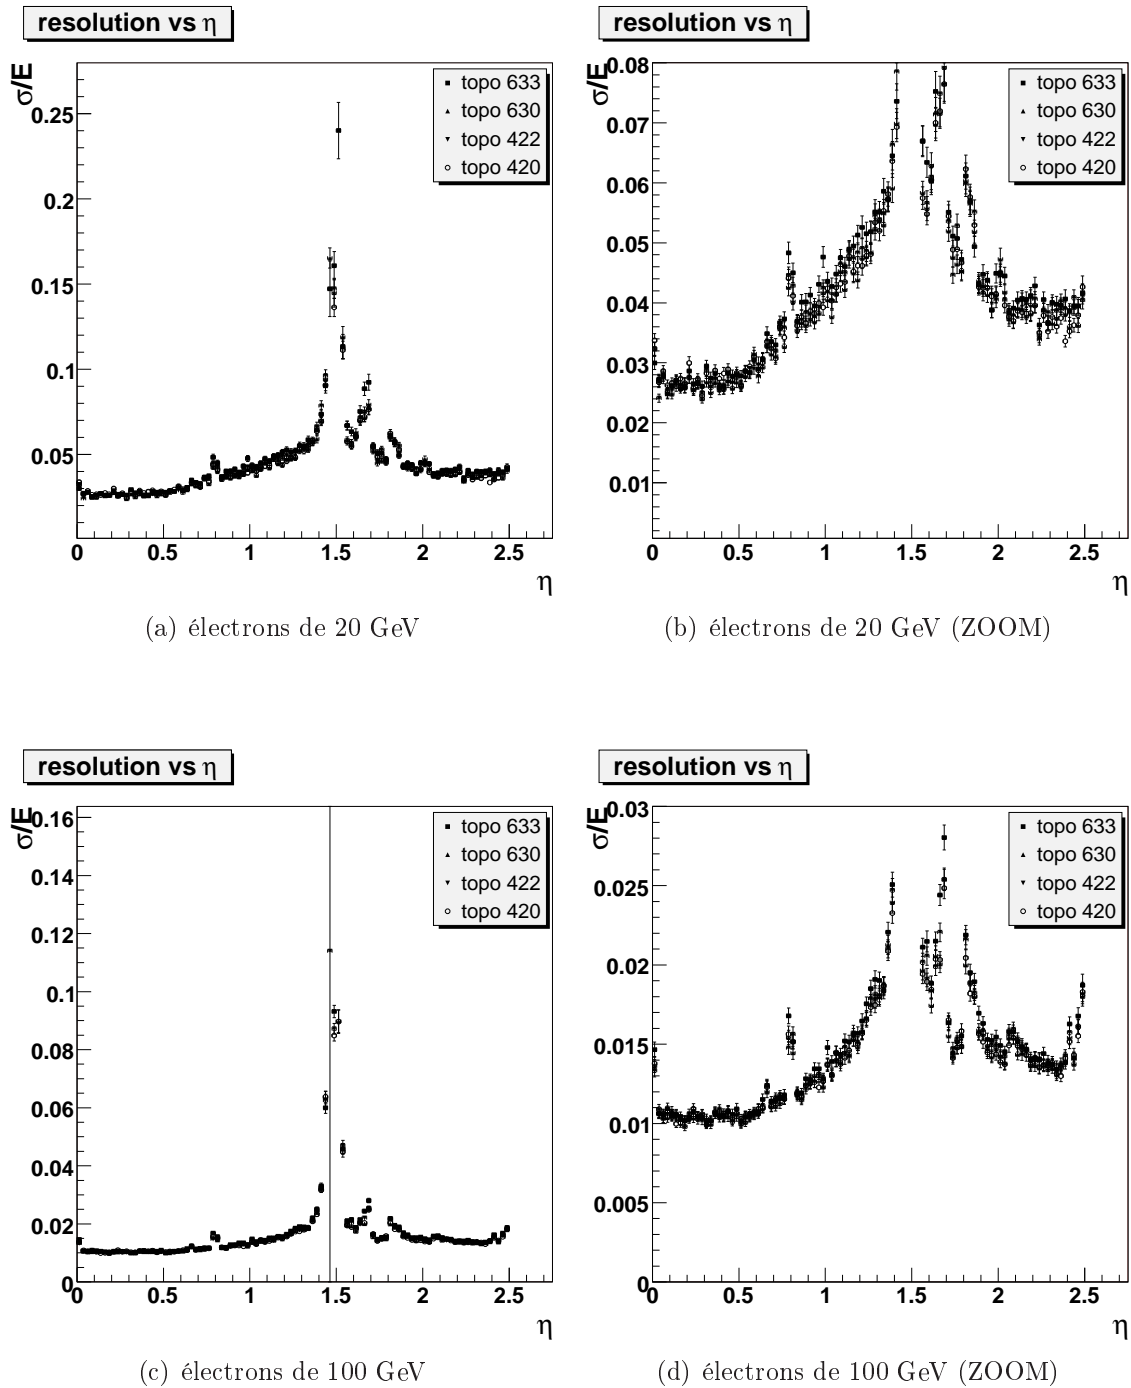 resolution vs η
σ/E
0.25
0.2
0.15
0.1
0.05
topo 633
topo 630
topo 422
topo 420
0 0.5 1 1.5 2 2.5
η
(a) électrons de 20 GeV
resolution vs η
σ/E
0.08
0.07
0.06
0.05
0.04
0.03
0.02
0.01
topo 633
topo 630
topo 422
topo 420
0 0.5 1 1.5 2 2.5
η
(b) électrons de 20 GeV (ZOOM)
resolution vs η
σ/E
0.16
0.14
0.12
0.1
0.08
0.06
0.04
0.02
0
topo 633
topo 630
topo 422
topo 420
0 0.5 1 1.5 2 2.5
η
(c) électrons de 100 GeV
resolution vs η
σ/E
0.03
0.025
0.02
0.015
0.01
0.005
0
topo 633
topo 630
topo 422
topo 420
0 0.5 1 1.5 2 2.5
η
(d) électrons de 100 GeV (ZOOM)